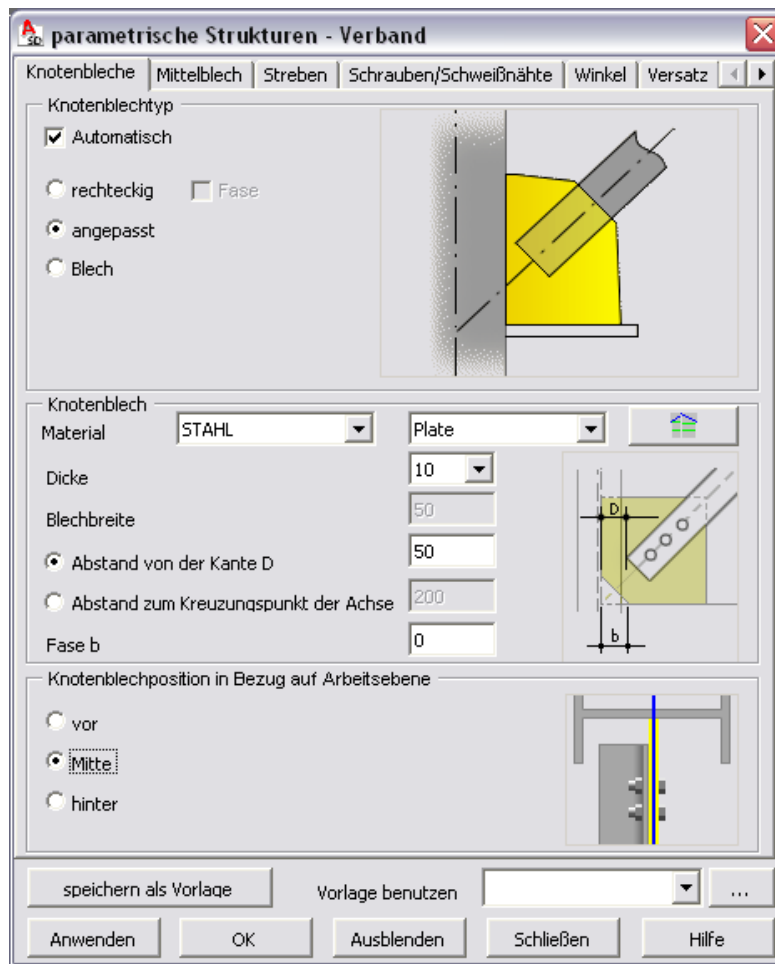 parametrische Strukturen - Verband
Knotenbleche Mittelblech Streben Schrauben/Schweißnähte Winkel Versatz
Knotenblechtyp
Automatisch
rechteckig Fase
angepasst
Blech
Knotenblech
Material STAHL Plate
Dicke 10
Blechbreite 50
Abstand von der Kante D 50
Abstand zum Kreuzungspunkt der Achse 200
Fase b 0
D
b
Knotenblechposition in Bezug auf Arbeitsebene
vor
Mitte
hinter
speichern als Vorlage Vorlage benutzen ...
Anwenden OK Ausblenden Schließen Hilfe